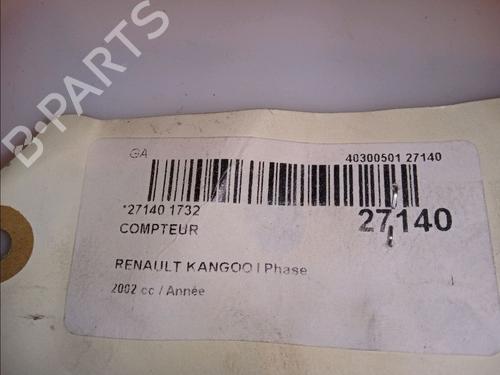 B-PARTS
GA
40300501 27140
*27140 1732
27140
COMPTEUR
RENAULT KANGOO I Phase
2002 cc / Année